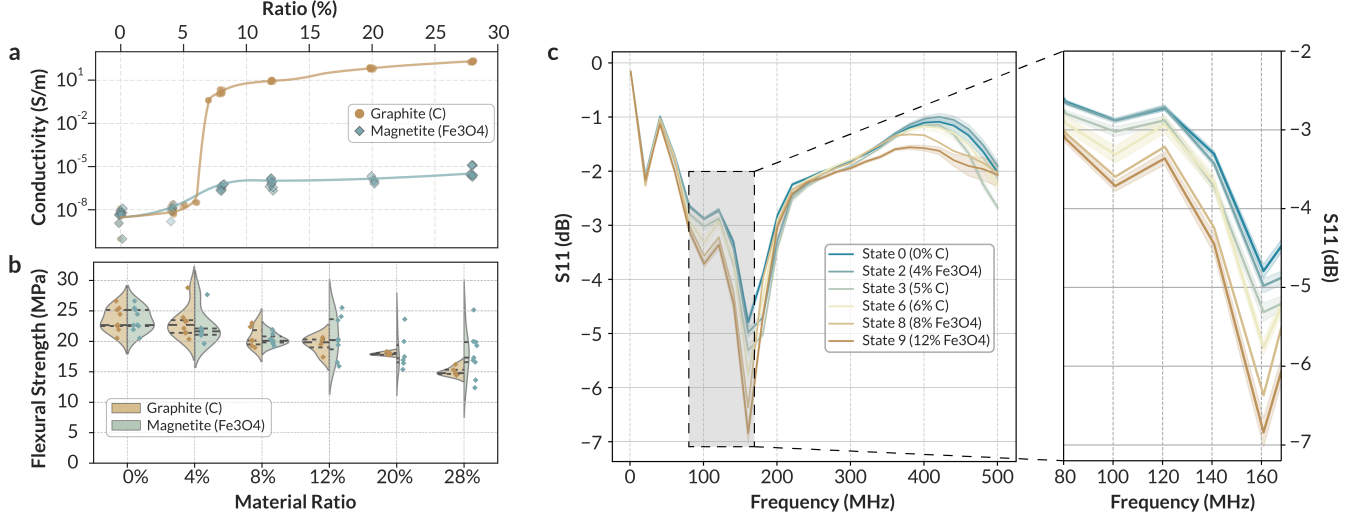 a
Ratio (%)
0 5 10 15 20 25 30
Conductivity (S/m)
10¹
10⁻²
10⁻⁵
10⁻⁸
Graphite (C)
Magnetite (Fe3O4)
b
Flexural Strength (MPa)
30
25
20
15
10
5
0
Graphite (C)
Magnetite (Fe3O4)
0% 4% 8% 12% 20% 28%
Material Ratio
c
S11 (dB)
0
−1
−2
−3
−4
−5
−6
−7
State 0 (0% C)
State 2 (4% Fe3O4)
State 3 (5% C)
State 6 (6% C)
State 8 (8% Fe3O4)
State 9 (12% Fe3O4)
0 100 200 300 400 500
Frequency (MHz)
−2
−3
−4
−5
−6
−7
S11 (dB)
80 100 120 140 160
Frequency (MHz)